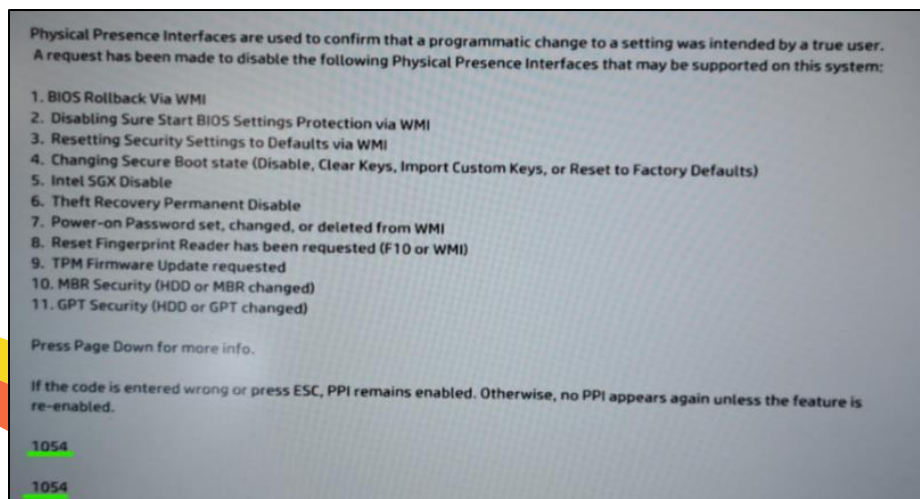 Physical Presence Interfaces are used to confirm that a programmatic change to a setting was intended by a true user.
A request has been made to disable the following Physical Presence Interfaces that may be supported on this system:
1. BIOS Rollback Via WMI
2. Disabling Sure Start BIOS Settings Protection via WMI
3. Resetting Security Settings to Defaults via WMI
4. Changing Secure Boot state (Disable, Clear Keys, Import Custom Keys, or Reset to Factory Defaults)
5. Intel SGX Disable
6. Theft Recovery Permanent Disable
7. Power-on Password set, changed, or deleted from WMI
8. Reset Fingerprint Reader has been requested (F10 or WMI)
9. TPM Firmware Update requested
10. MBR Security (HDD or MBR changed)
11. GPT Security (HDD or GPT changed)
Press Page Down for more info.
If the code is entered wrong or press ESC, PPI remains enabled. Otherwise, no PPI appears again unless the feature is
re-enabled.
1054
1054